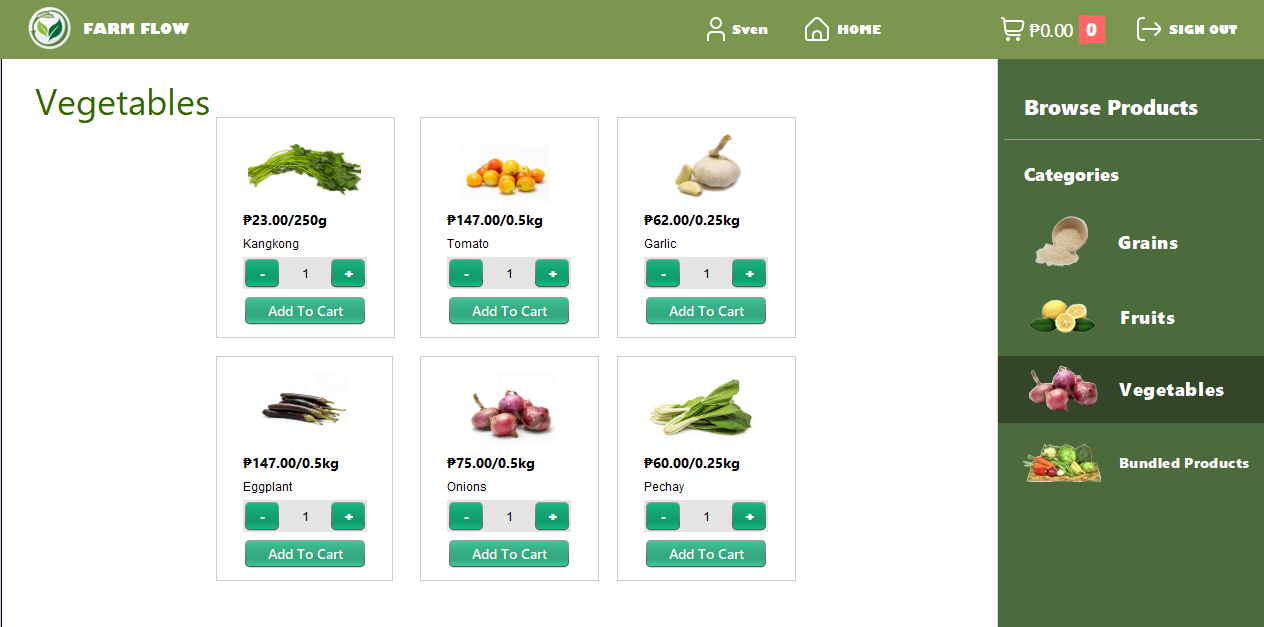 FARM FLOW
Sven
HOME
₱0.00 0
SIGN OUT
Vegetables
₱23.00/250g
Kangkong
- 1 +
Add To Cart
₱147.00/0.5kg
Tomato
- 1 +
Add To Cart
₱62.00/0.25kg
Garlic
- 1 +
Add To Cart
₱147.00/0.5kg
Eggplant
- 1 +
Add To Cart
₱75.00/0.5kg
Onions
- 1 +
Add To Cart
₱60.00/0.25kg
Pechay
- 1 +
Add To Cart
Browse Products
Categories
Grains
Fruits
Vegetables
Bundled Products